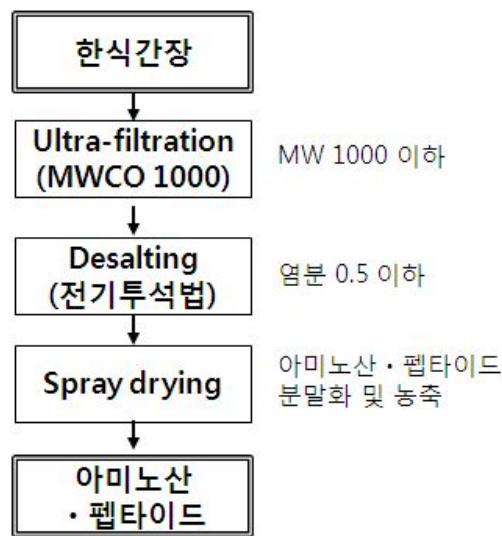 한식간장
Ultra-filtration
(MWCO 1000)
MW 1000 이하
Desalting
(전기투석법)
염분 0.5 이하
Spray drying
아미노산・펩타이드
분말화 및 농축
아미노산
・펩타이드